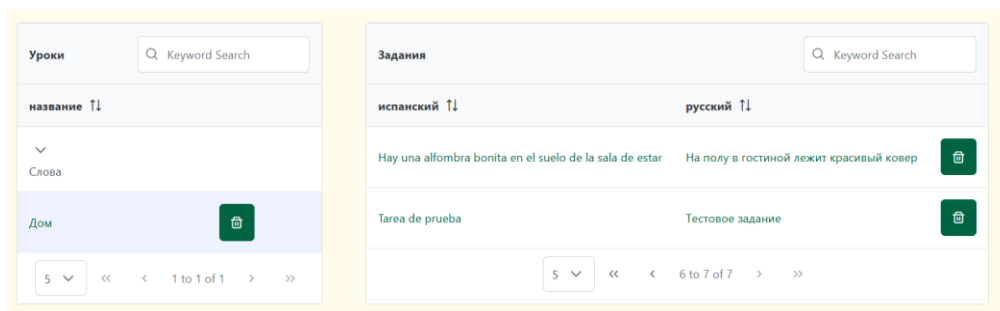 Уроки
Keyword Search
название
Слова
Дом
5
1 to 1 of 1
Задания
Keyword Search
испанский русский
Hay una alfombra bonita en el suelo de la sala de estar На полу в гостиной лежит красивый ковер
Tarea de prueba Тестовое задание
5
6 to 7 of 7